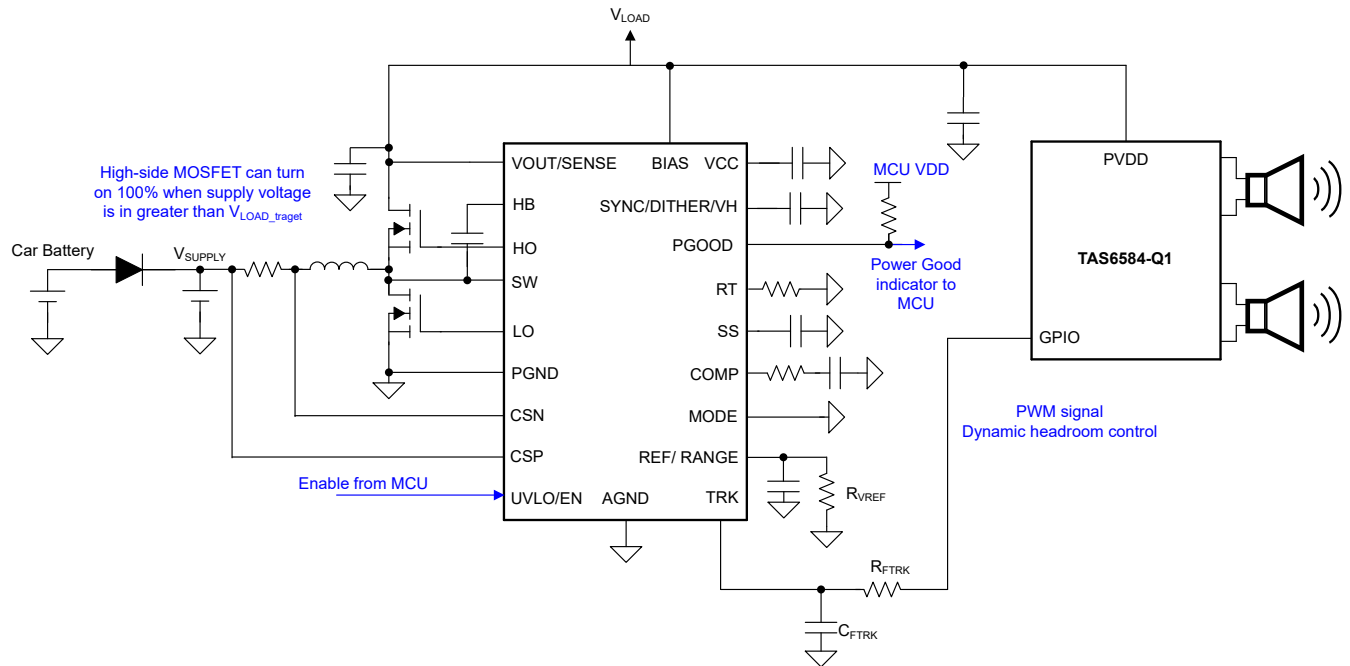 VLOAD
High-side MOSFET can turn
on 100% when supply voltage
is in greater than VLOAD_traget
Car Battery
VSUPPLY
VOUT/SENSE
HB
HO
SW
LO
PGND
CSN
CSP
UVLO/EN
Enable from MCU
AGND
BIAS
VCC
SYNC/DITHER/VH
PGOOD
RT
SS
COMP
MODE
REF/ RANGE
TRK
MCU VDD
Power Good
indicator to
MCU
RVREF
RFTRK
CFTRK
PVDD
TAS6584-Q1
GPIO
PWM signal
Dynamic headroom control